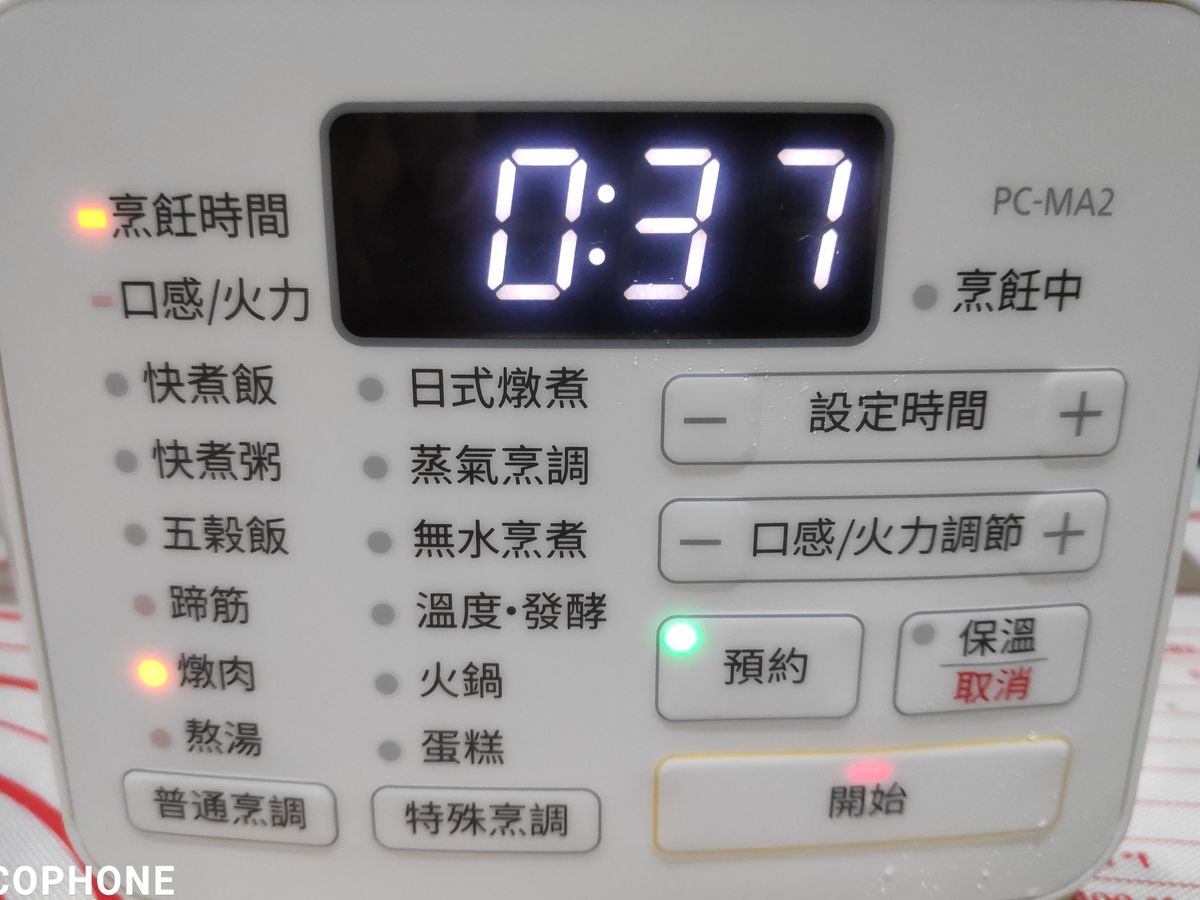 0:37
PC-MA2
烹飪時間
口感/火力
烹飪中
快煮飯
快煮粥
五穀飯
蹄筋
燉肉
熬湯
普通烹調
日式燉煮
蒸氣烹調
無水烹煮
溫度•發酵
火鍋
蛋糕
特殊烹調
－ 設定時間 ＋
－ 口感/火力調節 ＋
預約
保溫
取消
開始
COPHONE